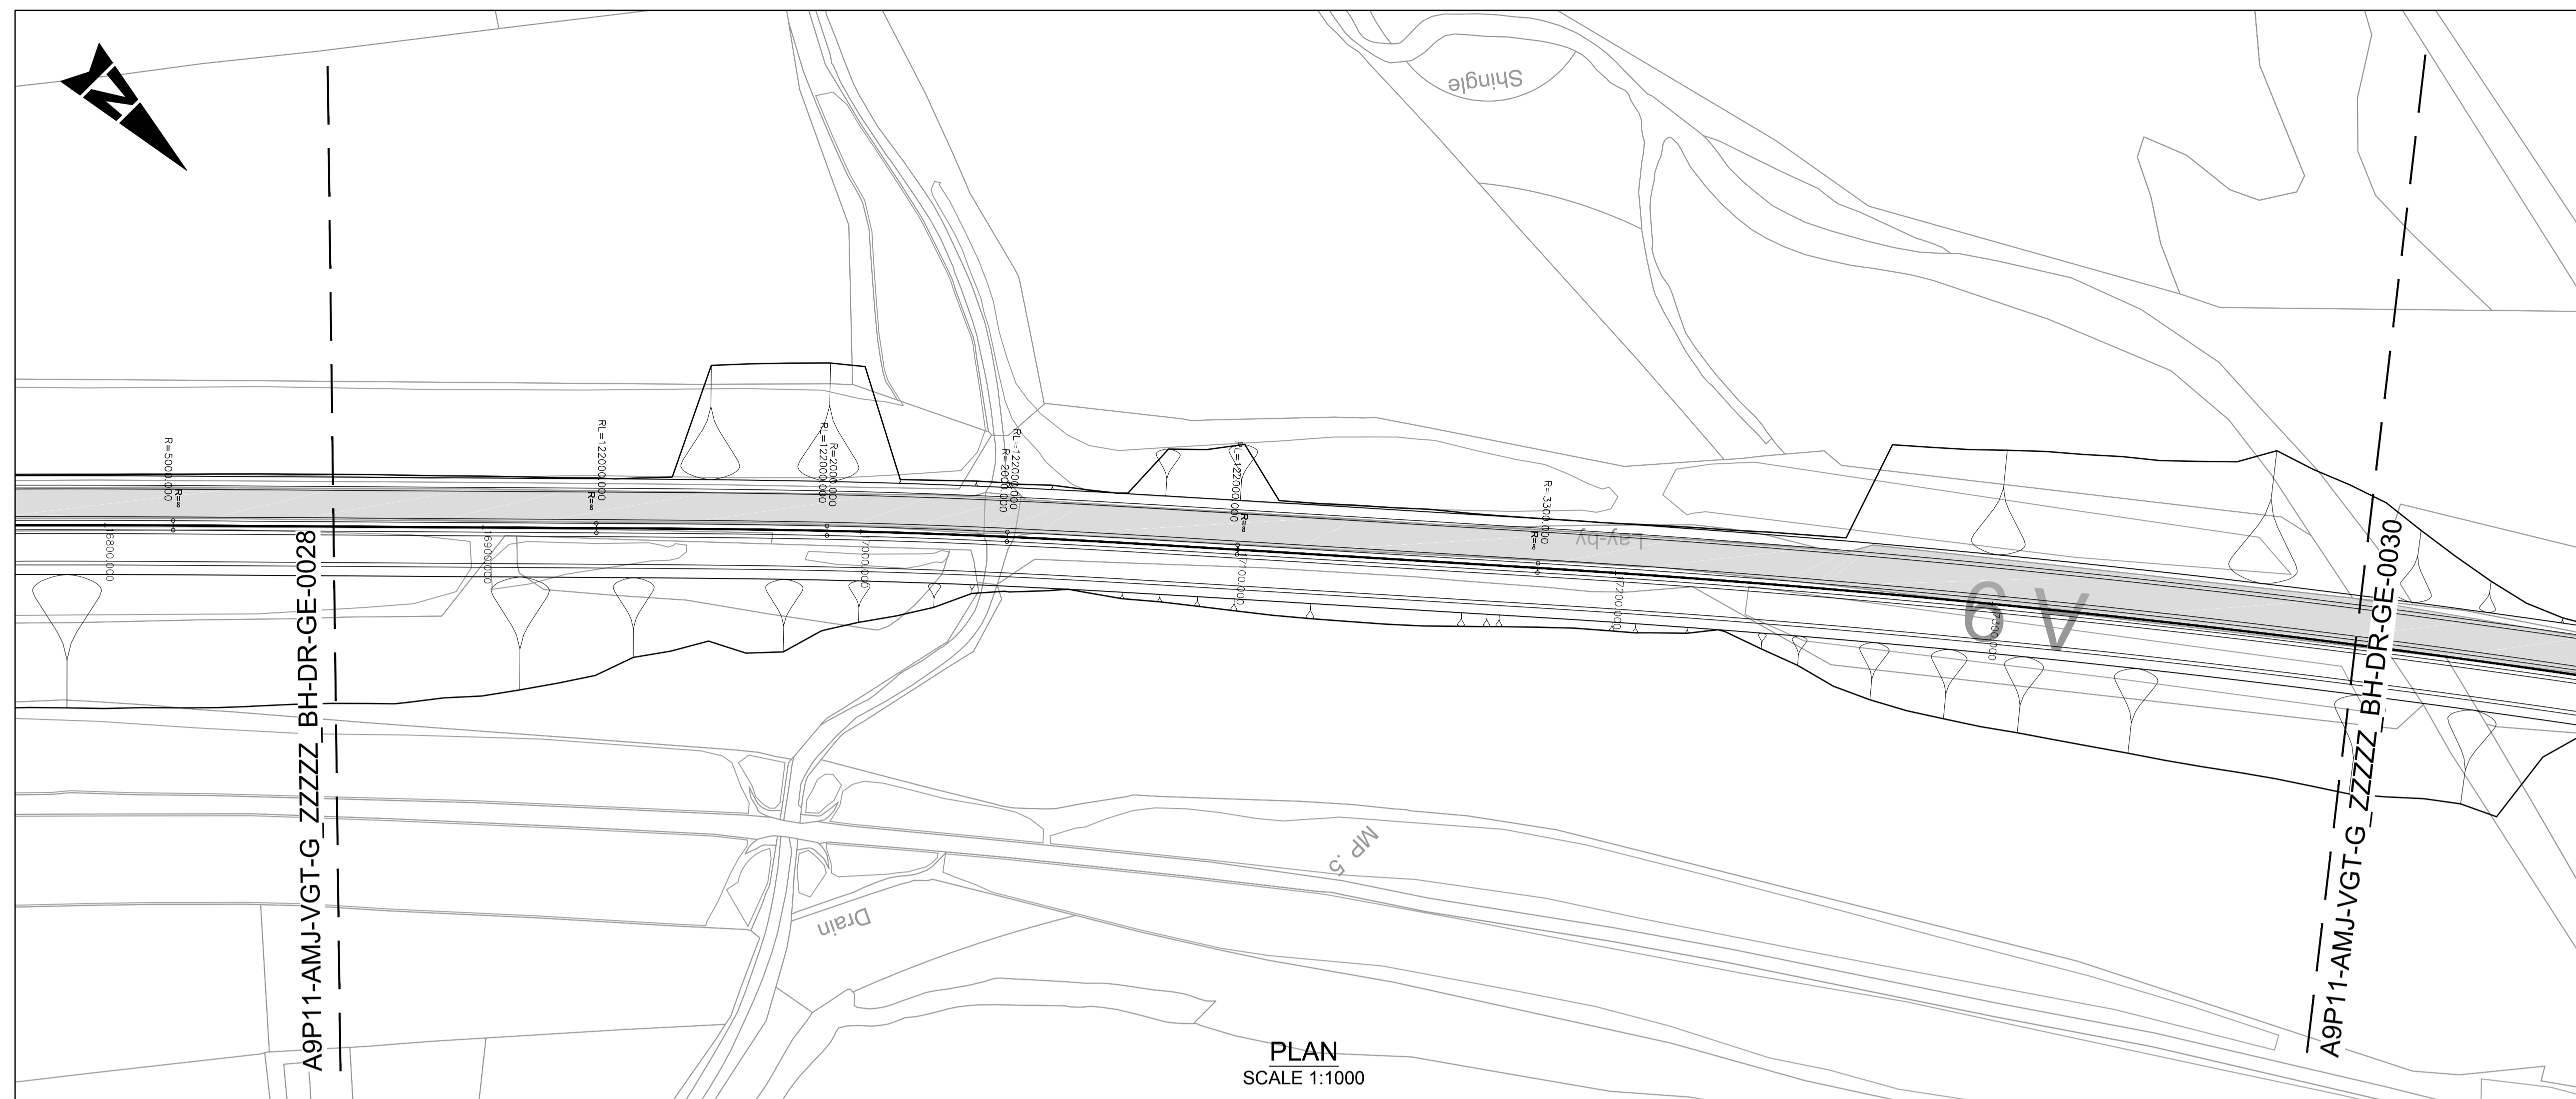 N
Shingle
R=5000.000
R=∞
RL=122000.000
R=∞
RL=122000.000
R=2000.000
RL=122000.000
R=2000.000
RL=122000.000
R=∞
R=3300.000
R=∞
Lay-by
A 9
16800.000
16900.000
17000.000
17100.000
17200.000
17300.000
A9P11-AMJ-VGT-G_ZZZZZ_BH-DR-GE-0028
A9P11-AMJ-VGT-G_ZZZZZ_BH-DR-GE-0030
MP .5
Drain
PLAN
SCALE 1:1000